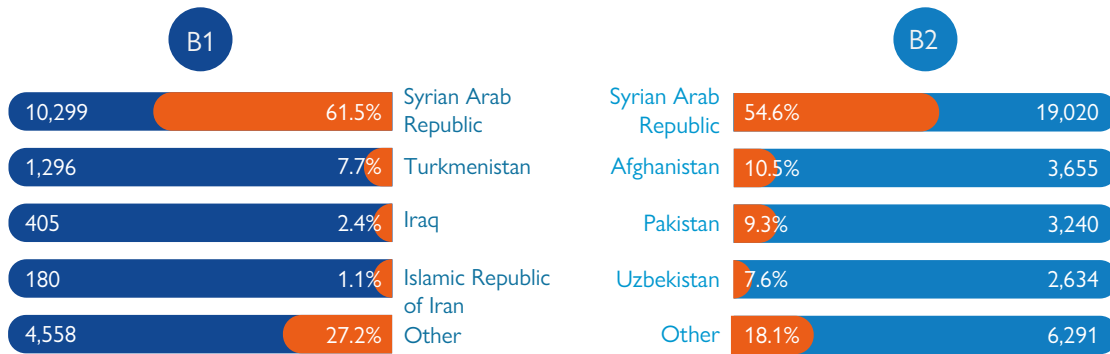 B1
10,299 61.5% Syrian Arab
Republic
1,296 7.7% Turkmenistan
405 2.4% Iraq
180 1.1% Islamic Republic
of Iran
4,558 27.2% Other
B2
Syrian Arab
Republic 54.6% 19,020
Afghanistan 10.5% 3,655
Pakistan 9.3% 3,240
Uzbekistan 7.6% 2,634
Other 18.1% 6,291